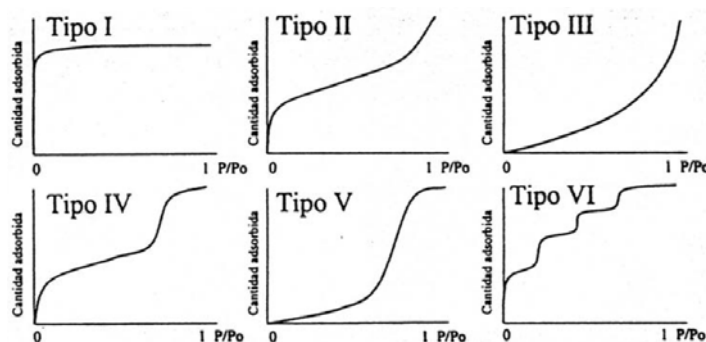 Tipo I
Cantidad adsorbida
0 1 P/Po
Tipo II
Cantidad adsorbida
0 1 P/Po
Tipo III
Cantidad adsorbida
0 1 P/Po
Tipo IV
Cantidad adsorbida
0 1 P/Po
Tipo V
Cantidad adsorbida
0 1 P/Po
Tipo VI
Cantidad adsorbida
0 1 P/Po